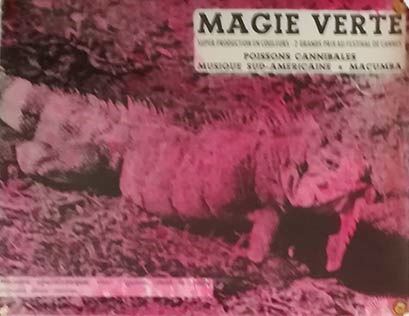 MAGIE VERTE
SUPER PRODUCTION EN COULEURS · 2 GRANDS PRIX AU FESTIVAL DE CANNES
POISSONS CANNIBALES
MUSIQUE SUD-AMERICAINE • MACUMBA